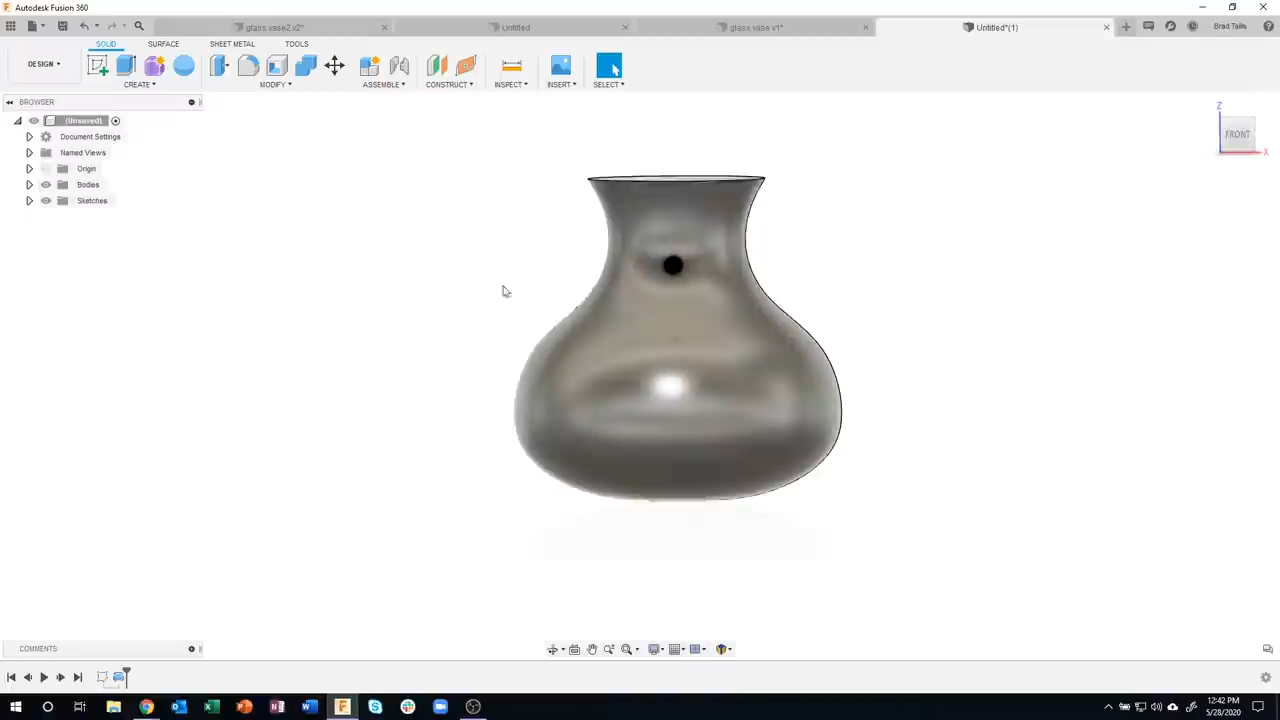 Autodesk Fusion 360
glass vase2 v2*
Untitled
glass vase v1*
Untitled*(1)
Brad Tallis
SOLID
SURFACE
SHEET METAL
TOOLS
DESIGN
CREATE
MODIFY
ASSEMBLE
CONSTRUCT
INSPECT
INSERT
SELECT
BROWSER
(Unsaved)
Document Settings
Named Views
Origin
Bodies
Sketches
Z
FRONT
X
COMMENTS
12:42 PM
5/28/2020